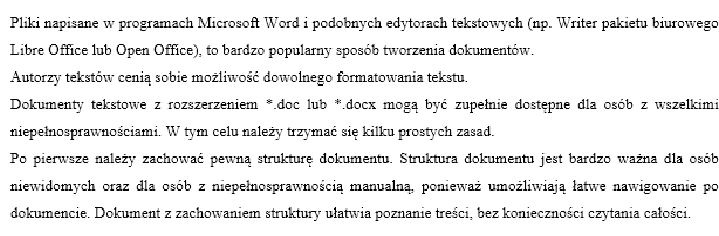 Pliki napisane w programach Microsoft Word i podobnych edytorach tekstowych (np. Writer pakietu biurowego
Libre Office lub Open Office), to bardzo popularny sposób tworzenia dokumentów.
Autorzy tekstów cenią sobie możliwość dowolnego formatowania tekstu.
Dokumenty tekstowe z rozszerzeniem *.doc lub *.docx mogą być zupełnie dostępne dla osób z wszelkimi
niepełnosprawnościami. W tym celu należy trzymać się kilku prostych zasad.
Po pierwsze należy zachować pewną strukturę dokumentu. Struktura dokumentu jest bardzo ważna dla osób
niewidomych oraz dla osób z niepełnosprawnością manualną, ponieważ umożliwiają łatwe nawigowanie po
dokumencie. Dokument z zachowaniem struktury ułatwia poznanie treści, bez konieczności czytania całości.